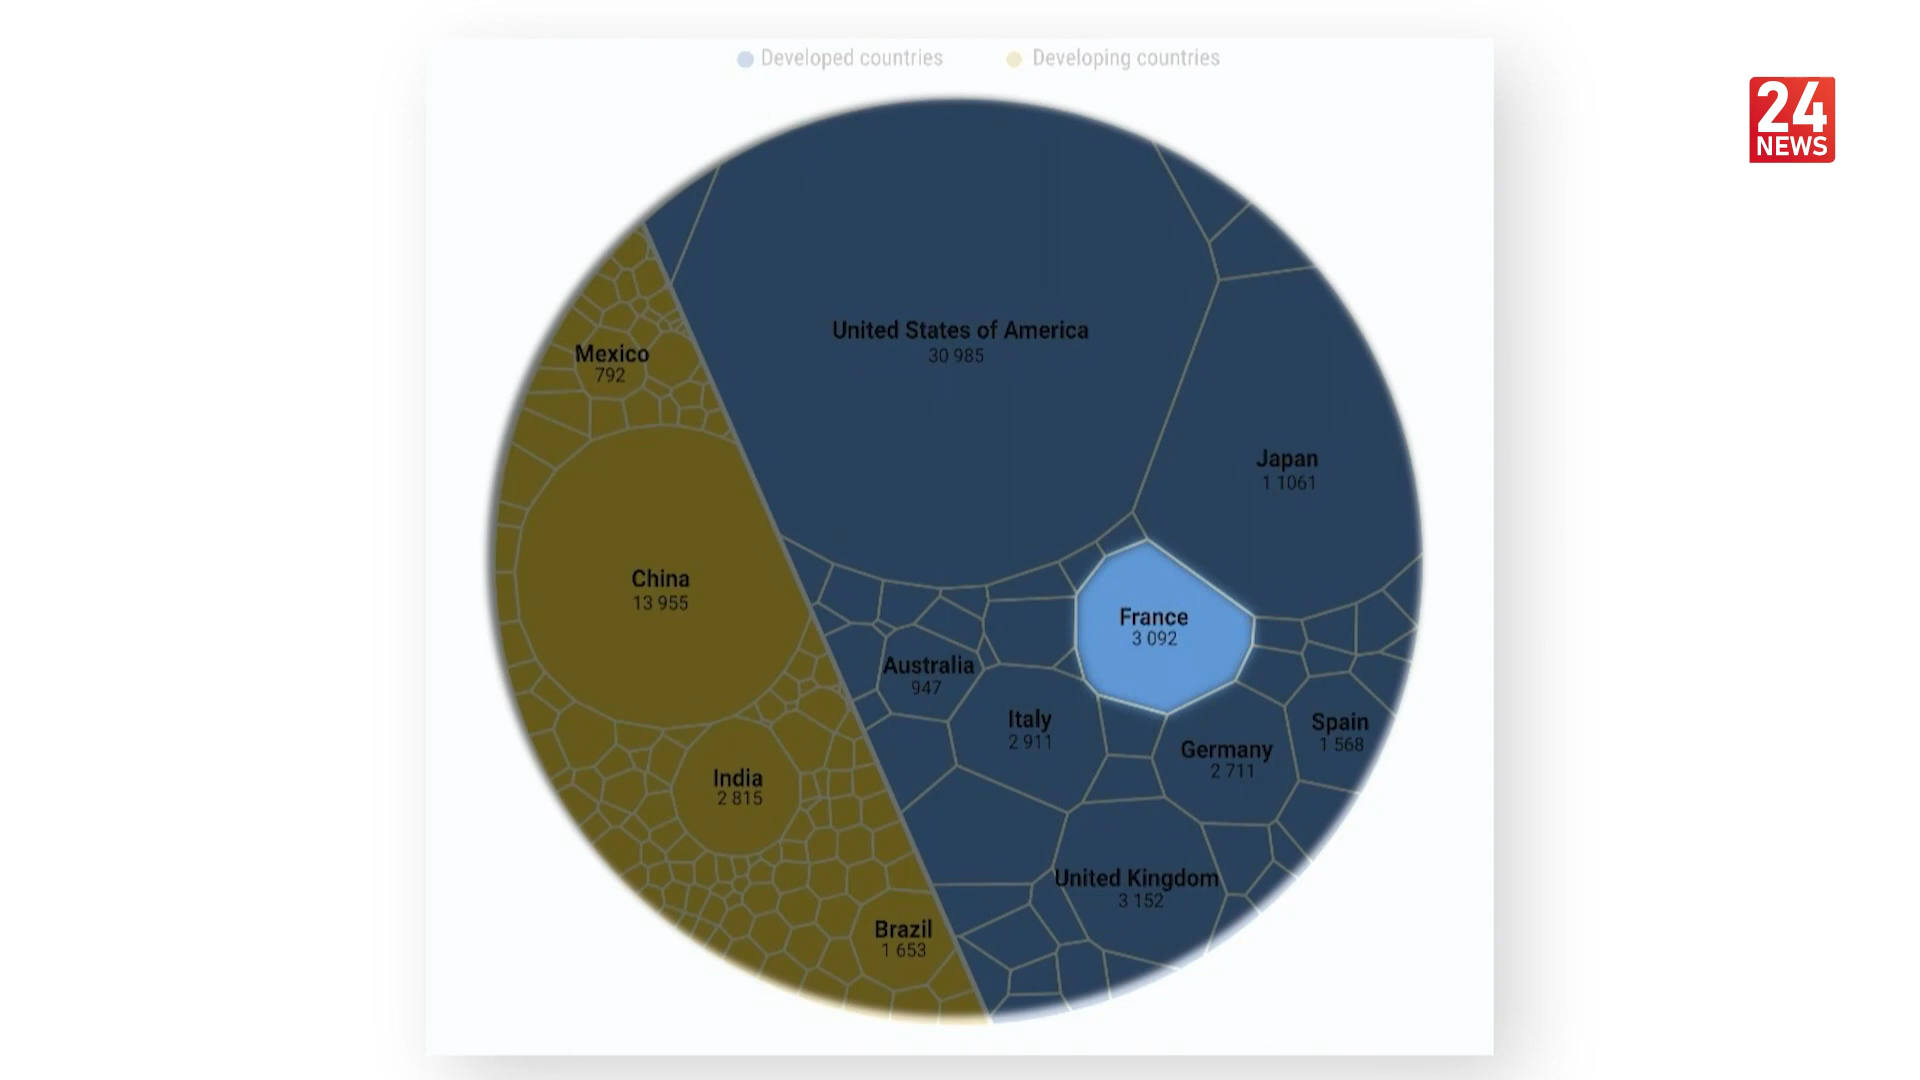 Developed countries
Developing countries
24
NEWS
United States of America
30 985
Mexico
792
Japan
1 1061
China
13 955
France
3 092
Australia
947
Italy
2 911
Spain
1 568
Germany
2 711
India
2 815
United Kingdom
3 152
Brazil
1 653